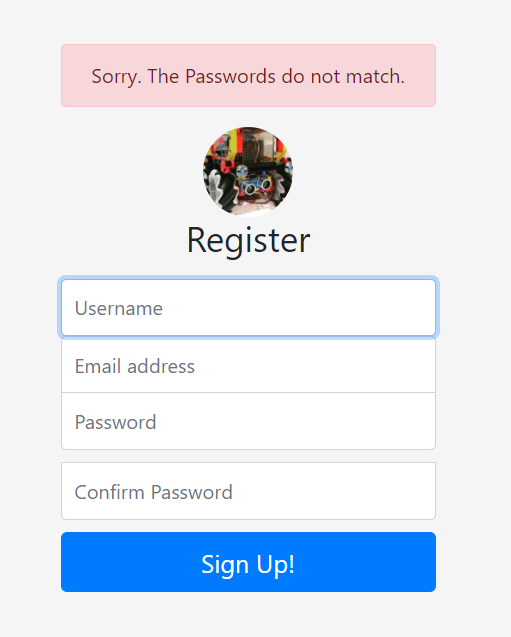 Sorry. The Passwords do not match.
Register
Username
Email address
Password
Confirm Password
Sign Up!